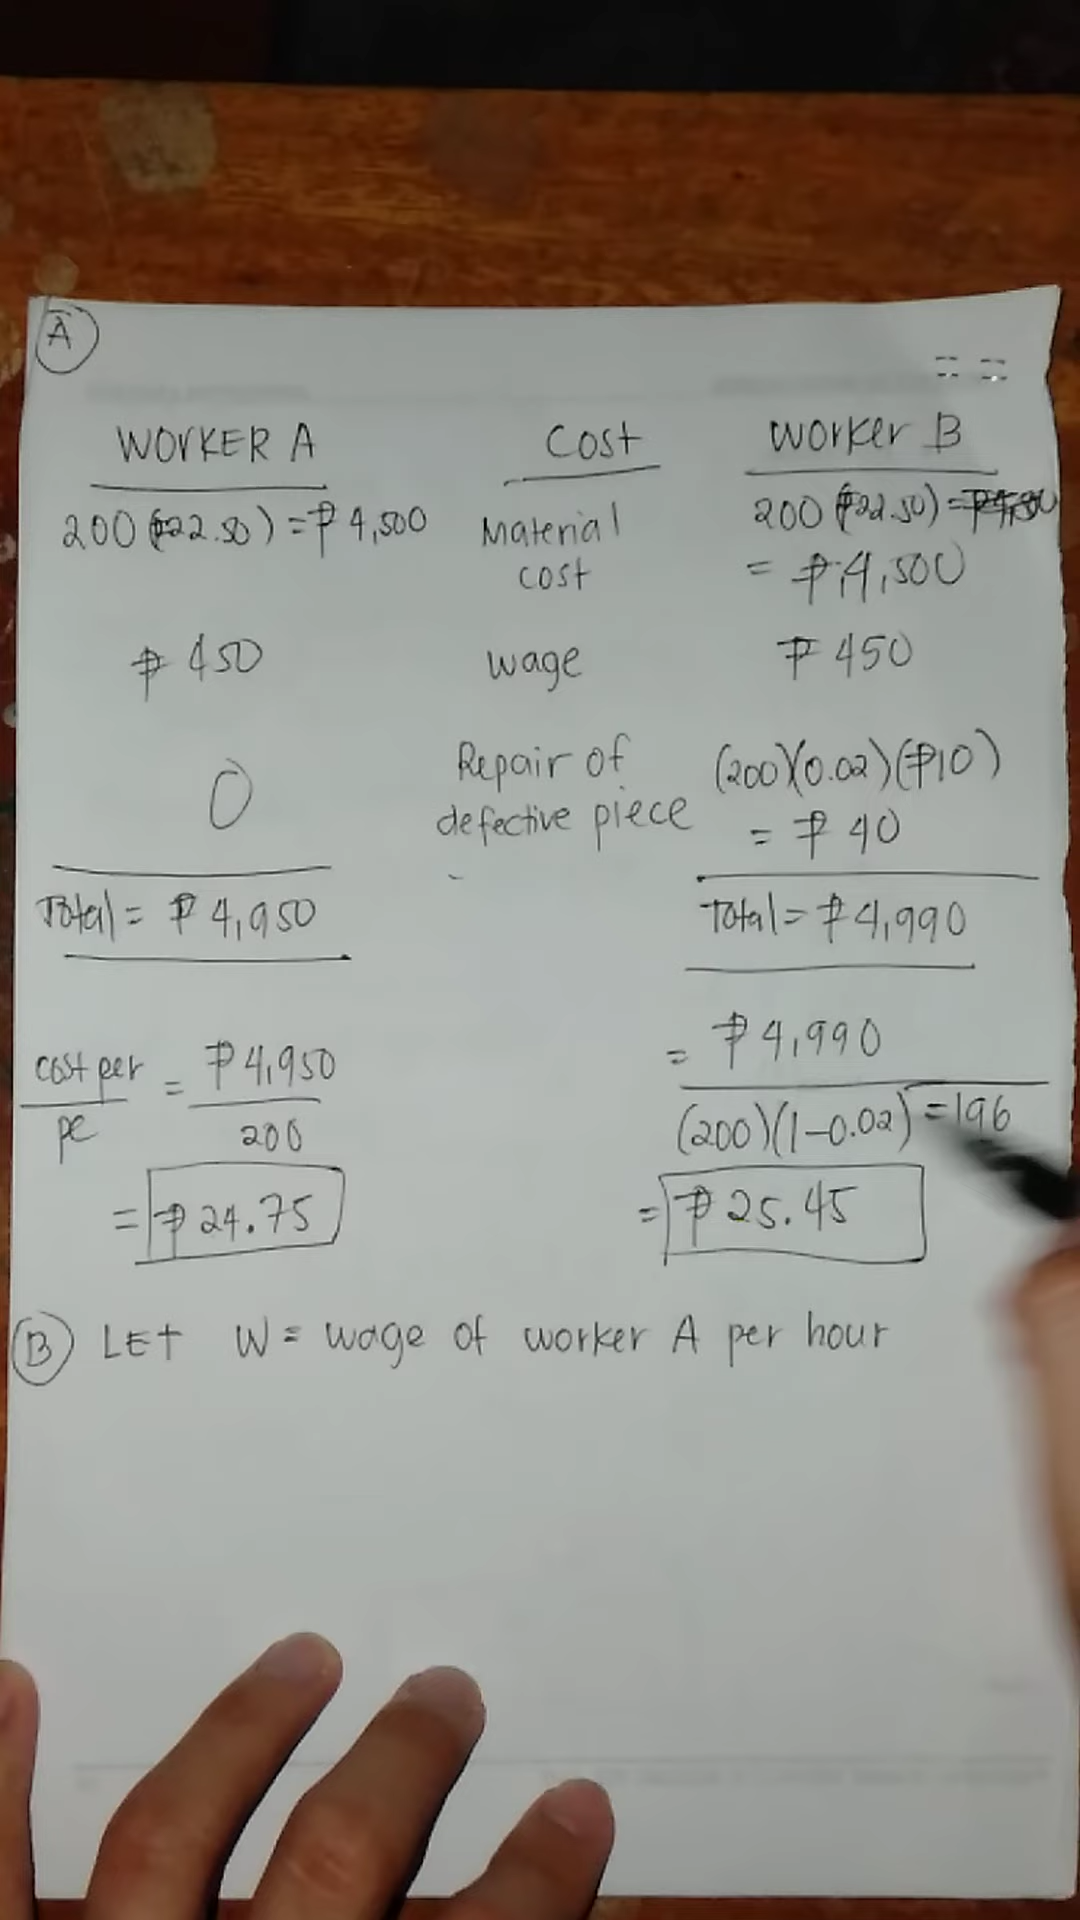 A
WORKER A Cost Worker B
200 (₱22.50) = ₱4,500 Material cost 200 (₱22.50) =
= ₱4,500
₱450 wage ₱450
0 Repair of defective piece (200)(0.02)(₱10)
= ₱40
Total = ₱4,950 Total = ₱4,990
cost per / pc = ₱4,950 / 200 = ₱4,990 / (200)(1-0.02) = 196
= ₱24.75 = ₱25.45
B LET W = wage of worker A per hour